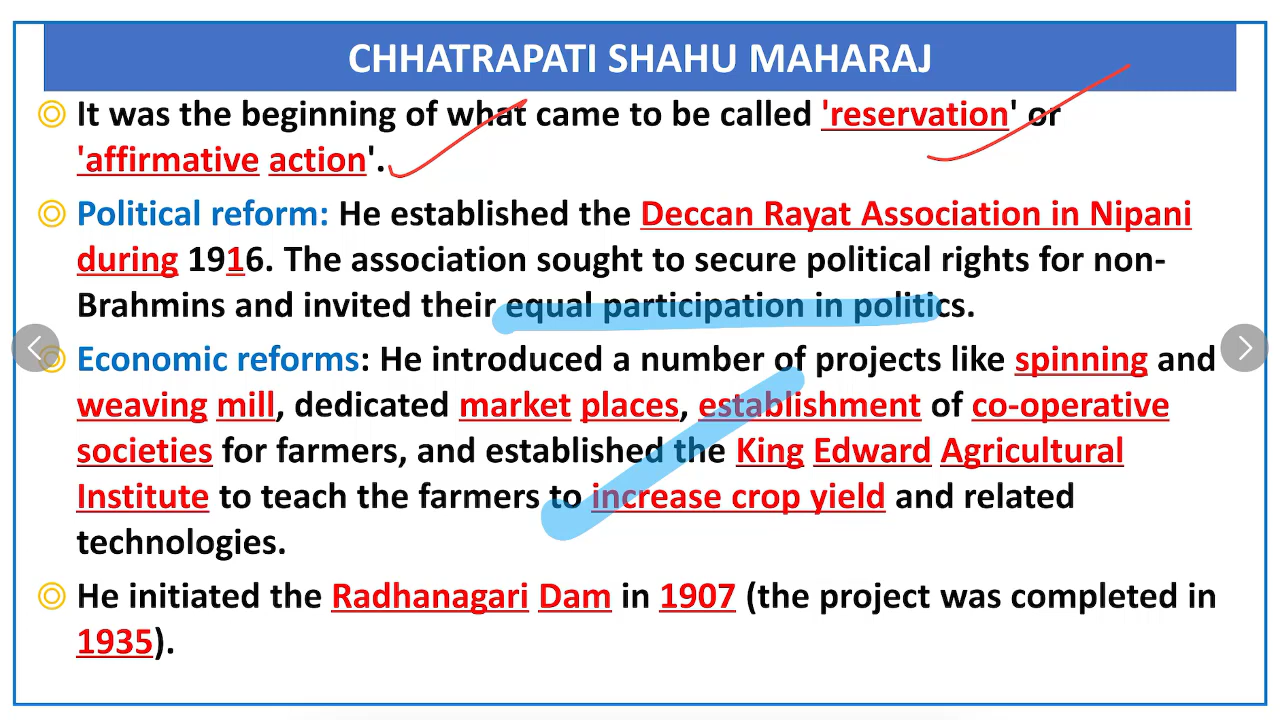 CHHATRAPATI SHAHU MAHARAJ
It was the beginning of what came to be called 'reservation' or
'affirmative action'.
Political reform: He established the Deccan Rayat Association in Nipani
during 1916. The association sought to secure political rights for non-
Brahmins and invited their equal participation in politics.
Economic reforms: He introduced a number of projects like spinning and
weaving mill, dedicated market places, establishment of co-operative
societies for farmers, and established the King Edward Agricultural
Institute to teach the farmers to increase crop yield and related
technologies.
He initiated the Radhanagari Dam in 1907 (the project was completed in
1935).